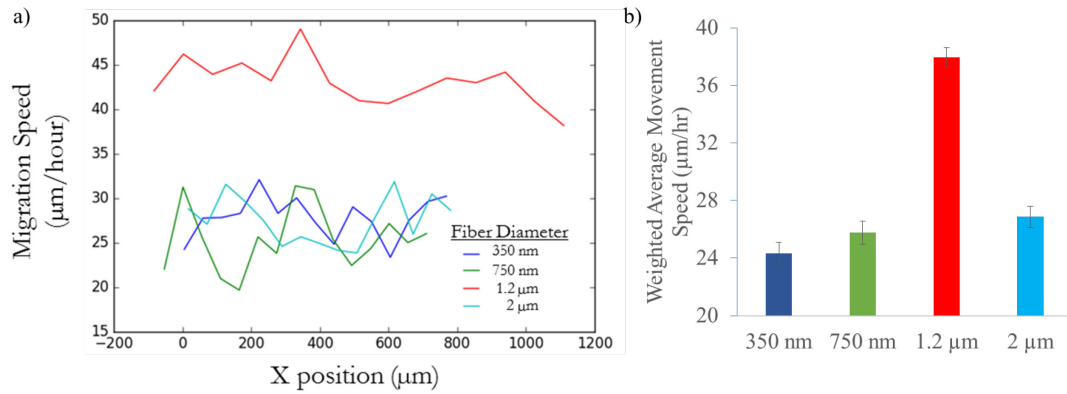 a)
50
45
40
35
30
25
20
15
Migration Speed
(µm/hour)
Fiber Diameter
350 nm
750 nm
1.2 µm
2 µm
−200
0
200
400
600
800
1000
1200
X position (µm)
b)
40
36
32
28
24
20
Weighted Average Movement
Speed (µm/hr)
350 nm
750 nm
1.2 µm
2 µm